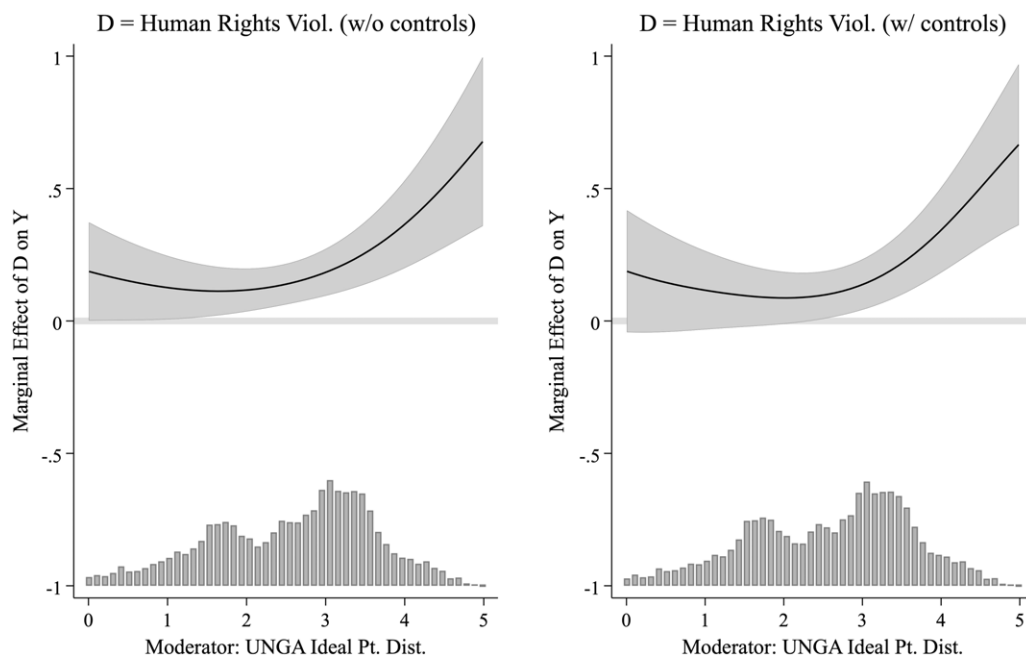 D = Human Rights Viol. (w/o controls)
Marginal Effect of D on Y
1
.5
0
-.5
-1
0 1 2 3 4 5
Moderator: UNGA Ideal Pt. Dist.
D = Human Rights Viol. (w/ controls)
Marginal Effect of D on Y
1
.5
0
-.5
-1
0 1 2 3 4 5
Moderator: UNGA Ideal Pt. Dist.